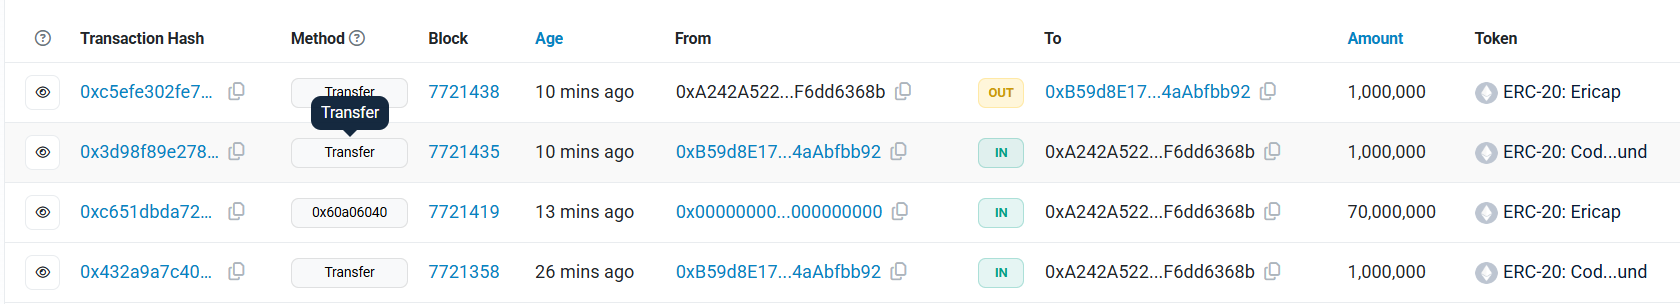 Transaction Hash Method Block Age From To Amount Token
0xc5efe302fe7... Transfer 7721438 10 mins ago 0xA242A522...F6dd6368b OUT 0xB59d8E17...4aAbfbb92 1,000,000 ERC-20: Ericap
Transfer
0x3d98f89e278... Transfer 7721435 10 mins ago 0xB59d8E17...4aAbfbb92 IN 0xA242A522...F6dd6368b 1,000,000 ERC-20: Cod...und
0xc651dbda72... 0x60a06040 7721419 13 mins ago 0x00000000...000000000 IN 0xA242A522...F6dd6368b 70,000,000 ERC-20: Ericap
0x432a9a7c40... Transfer 7721358 26 mins ago 0xB59d8E17...4aAbfbb92 IN 0xA242A522...F6dd6368b 1,000,000 ERC-20: Cod...und